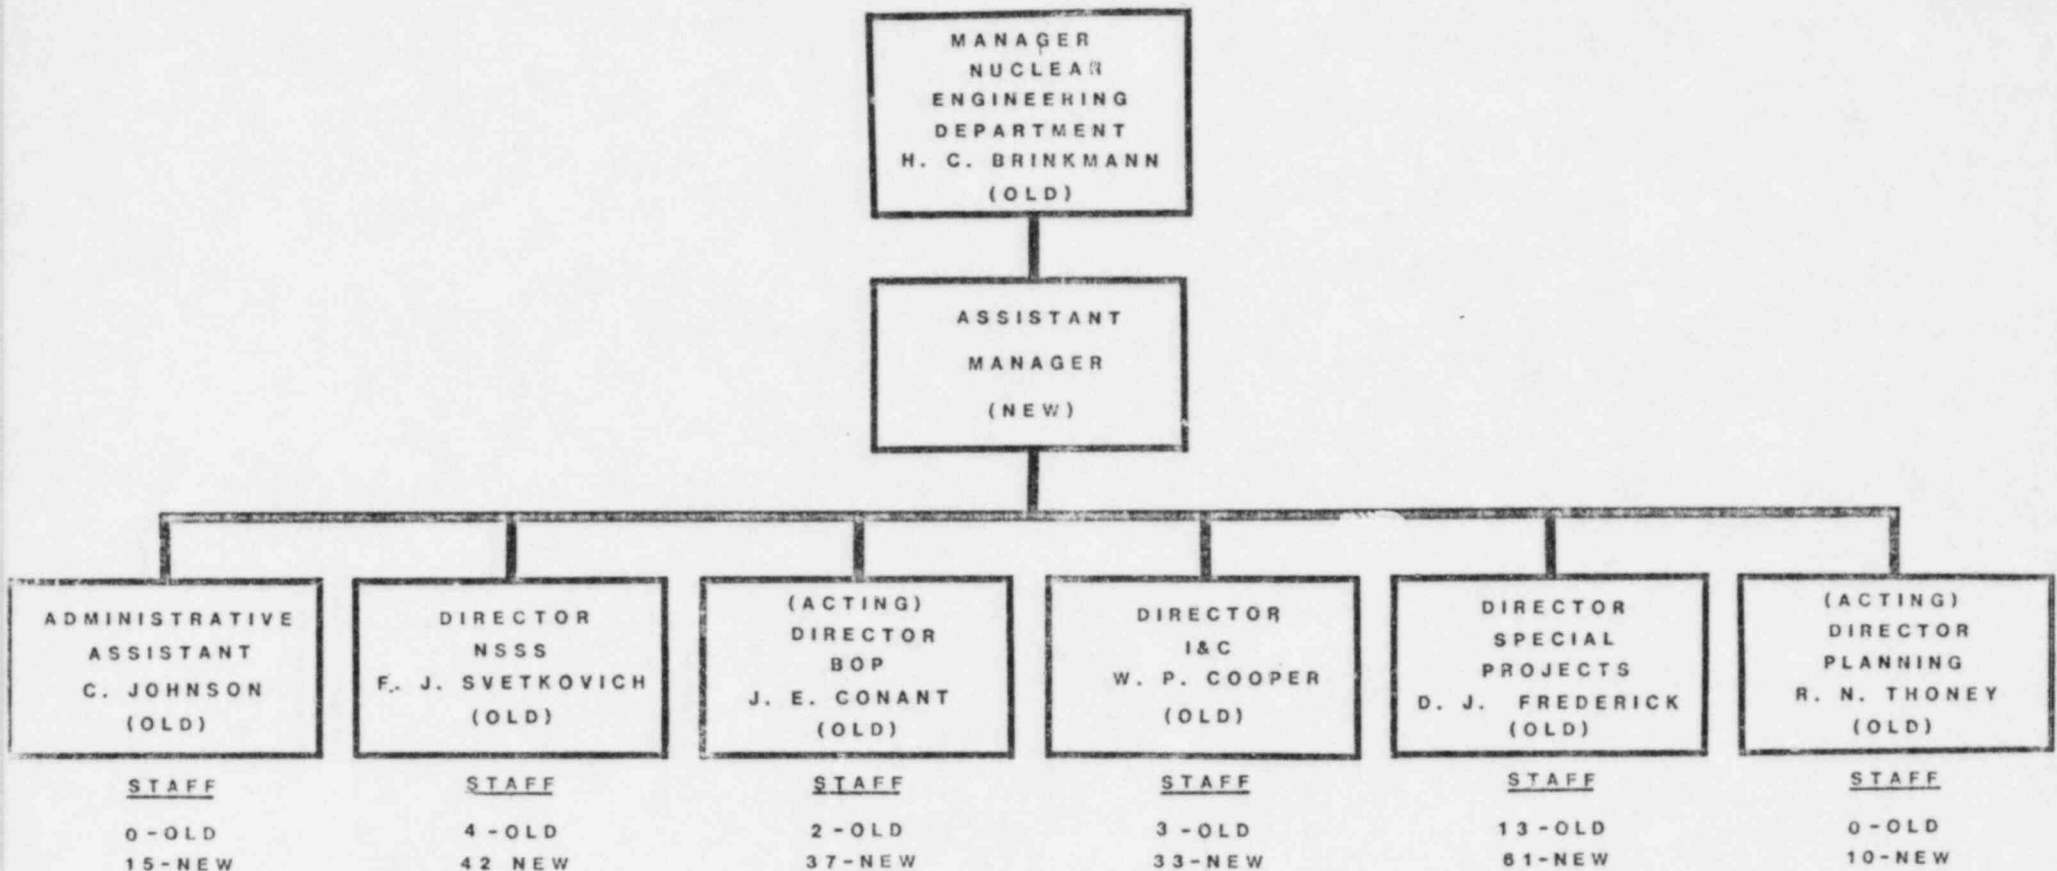 MANAGER
NUCLEAR
ENGINEERING
DEPARTMENT
H. C. BRINKMANN
(OLD)
ASSISTANT
MANAGER
(NEW)
ADMINISTRATIVE
ASSISTANT
C. JOHNSON
(OLD)
STAFF
0-OLD
15-NEW
DIRECTOR
NSSS
F. J. SVETKOVICH
(OLD)
STAFF
4-OLD
42 NEW
(ACTING)
DIRECTOR
BOP
J. E. CONANT
(OLD)
STAFF
2-OLD
37-NEW
DIRECTOR
I&C
W. P. COOPER
(OLD)
STAFF
3-OLD
33-NEW
DIRECTOR
SPECIAL
PROJECTS
D. J. FREDERICK
(OLD)
STAFF
13-OLD
61-NEW
(ACTING)
DIRECTOR
PLANNING
R. N. THONEY
(OLD)
STAFF
0-OLD
10-NEW